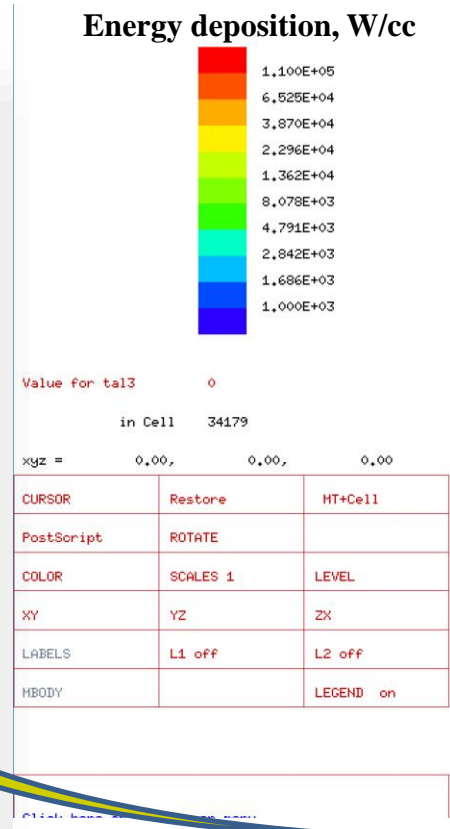 Energy deposition, W/cc
1.100E+05
6.525E+04
3.870E+04
2.296E+04
1.362E+04
8.078E+03
4.791E+03
2.842E+03
1.686E+03
1.000E+03
Value for tal3 0
in Cell 34179
xyz = 0.00, 0.00, 0.00
CURSOR Restore MT+Cell
PostScript ROTATE
COLOR SCALES 1 LEVEL
XY YZ ZX
LABELS L1 off L2 off
MBODY LEGEND on
Click here